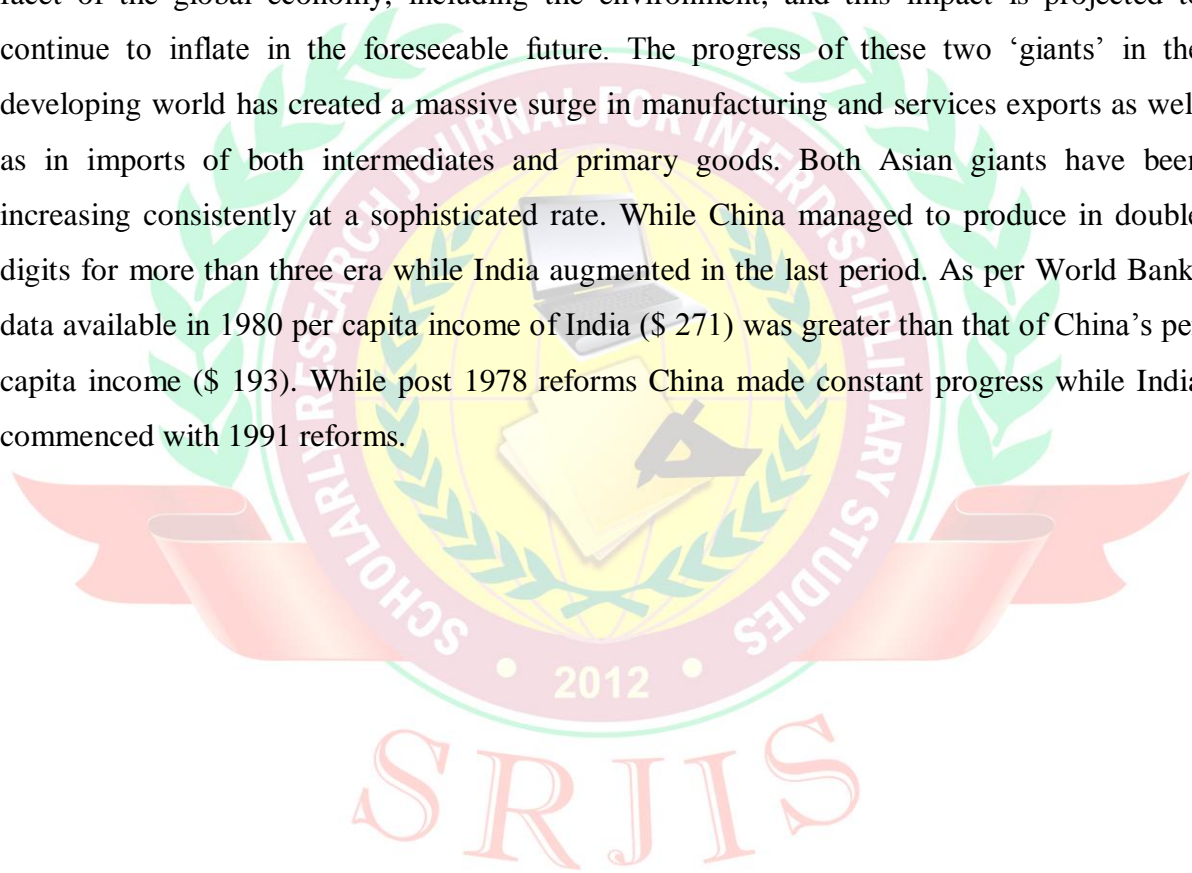 facet of the global economy, including the environment, and this impact is projected to
continue to inflate in the foreseeable future. The progress of these two ‘giants’ in the
developing world has created a massive surge in manufacturing and services exports as well
as in imports of both intermediates and primary goods. Both Asian giants have been
increasing consistently at a sophisticated rate. While China managed to produce in double
digits for more than three era while India augmented in the last period. As per World Bank
data available in 1980 per capita income of India ($ 271) was greater than that of China’s per
capita income ($ 193). While post 1978 reforms China made constant progress while India
commenced with 1991 reforms.
SCHOLARLY RESEARCH JOURNAL FOR INTERDISCIPLINARY STUDIES
• 2012 •
SRJIS